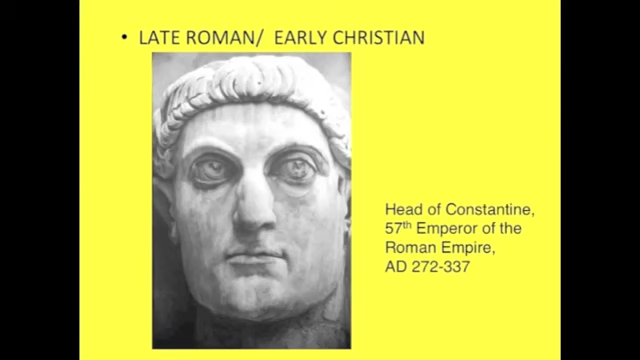 • LATE ROMAN/ EARLY CHRISTIAN
Head of Constantine,
57th Emperor of the
Roman Empire,
AD 272-337